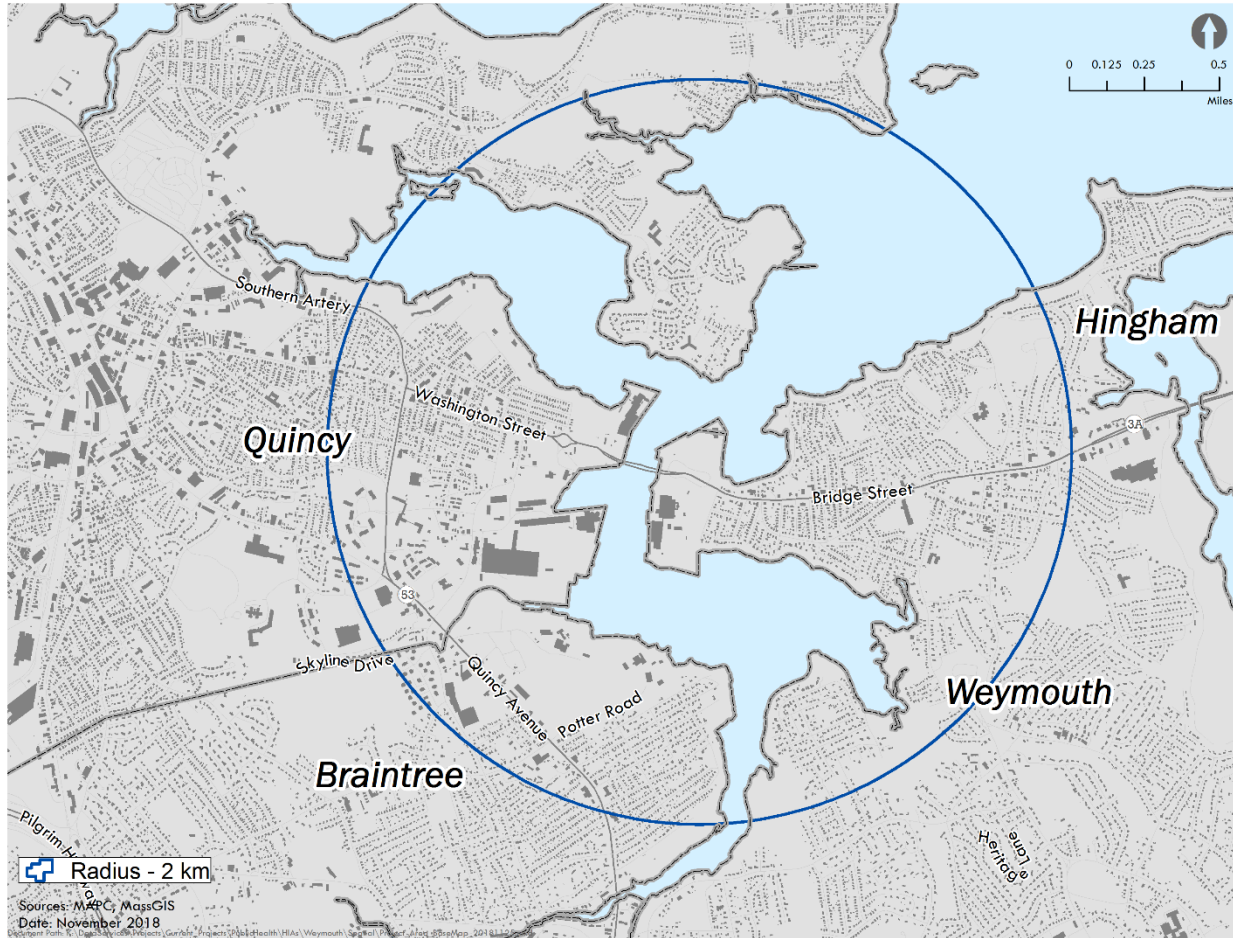 0 0.125 0.25 0.5
Miles
Southern Artery
Hingham
Washington Street
3A
Quincy
Bridge Street
53
Skyline Drive
Quincy Avenue
Potter Road
Weymouth
Braintree
Pilgrim
Heritage
Lane
Radius - 2 km
Sources: MAPC, MassGIS
Date: November 2018